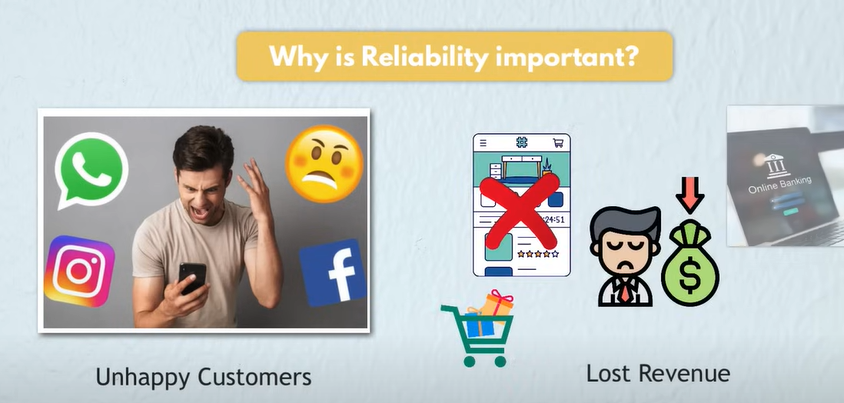 Why is Reliability important?
24:51
Online Banking
Unhappy Customers
Lost Revenue